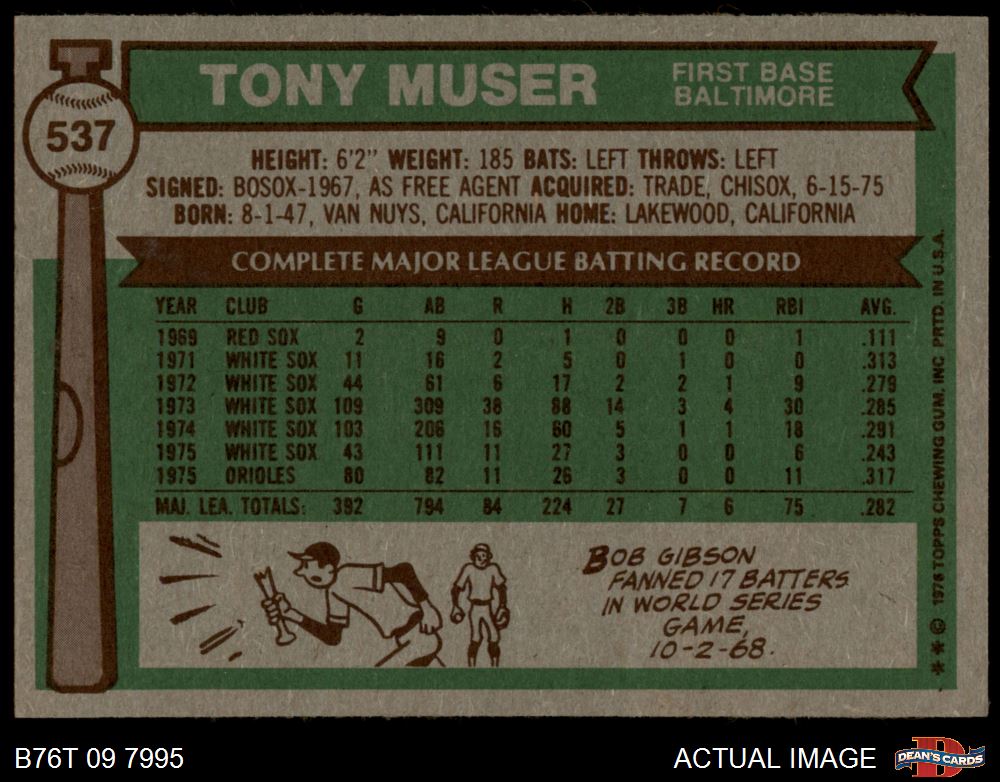 TONY MUSER
FIRST BASE
BALTIMORE
537
HEIGHT: 6'2" WEIGHT: 185 BATS: LEFT THROWS: LEFT
SIGNED: BOSOX-1967, AS FREE AGENT ACQUIRED: TRADE, CHISOX, 6-15-75
BORN: 8-1-47, VAN NUYS, CALIFORNIA HOME: LAKEWOOD, CALIFORNIA
COMPLETE MAJOR LEAGUE BATTING RECORD
YEAR CLUB G AB R H 2B 3B HR RBI AVG.
1969 RED SOX 2 9 0 1 0 0 0 1 .111
1971 WHITE SOX 11 16 2 5 0 1 0 0 .313
1972 WHITE SOX 44 61 6 17 2 2 1 9 .279
1973 WHITE SOX 109 309 38 88 14 3 4 30 .285
1974 WHITE SOX 103 206 16 60 5 1 1 18 .291
1975 WHITE SOX 43 111 11 27 3 0 0 6 .243
1975 ORIOLES 80 82 11 26 3 0 0 11 .317
MAJ. LEA. TOTALS: 392 794 84 224 27 7 6 75 .282
BOB GIBSON
FANNED 17 BATTERS
IN WORLD SERIES
GAME,
10-2-68.
** © 1976 TOPPS CHEWING GUM, INC PRTD. IN U.S.A.
B76T 09 7995
ACTUAL IMAGE
D
DEAN'S CARDS